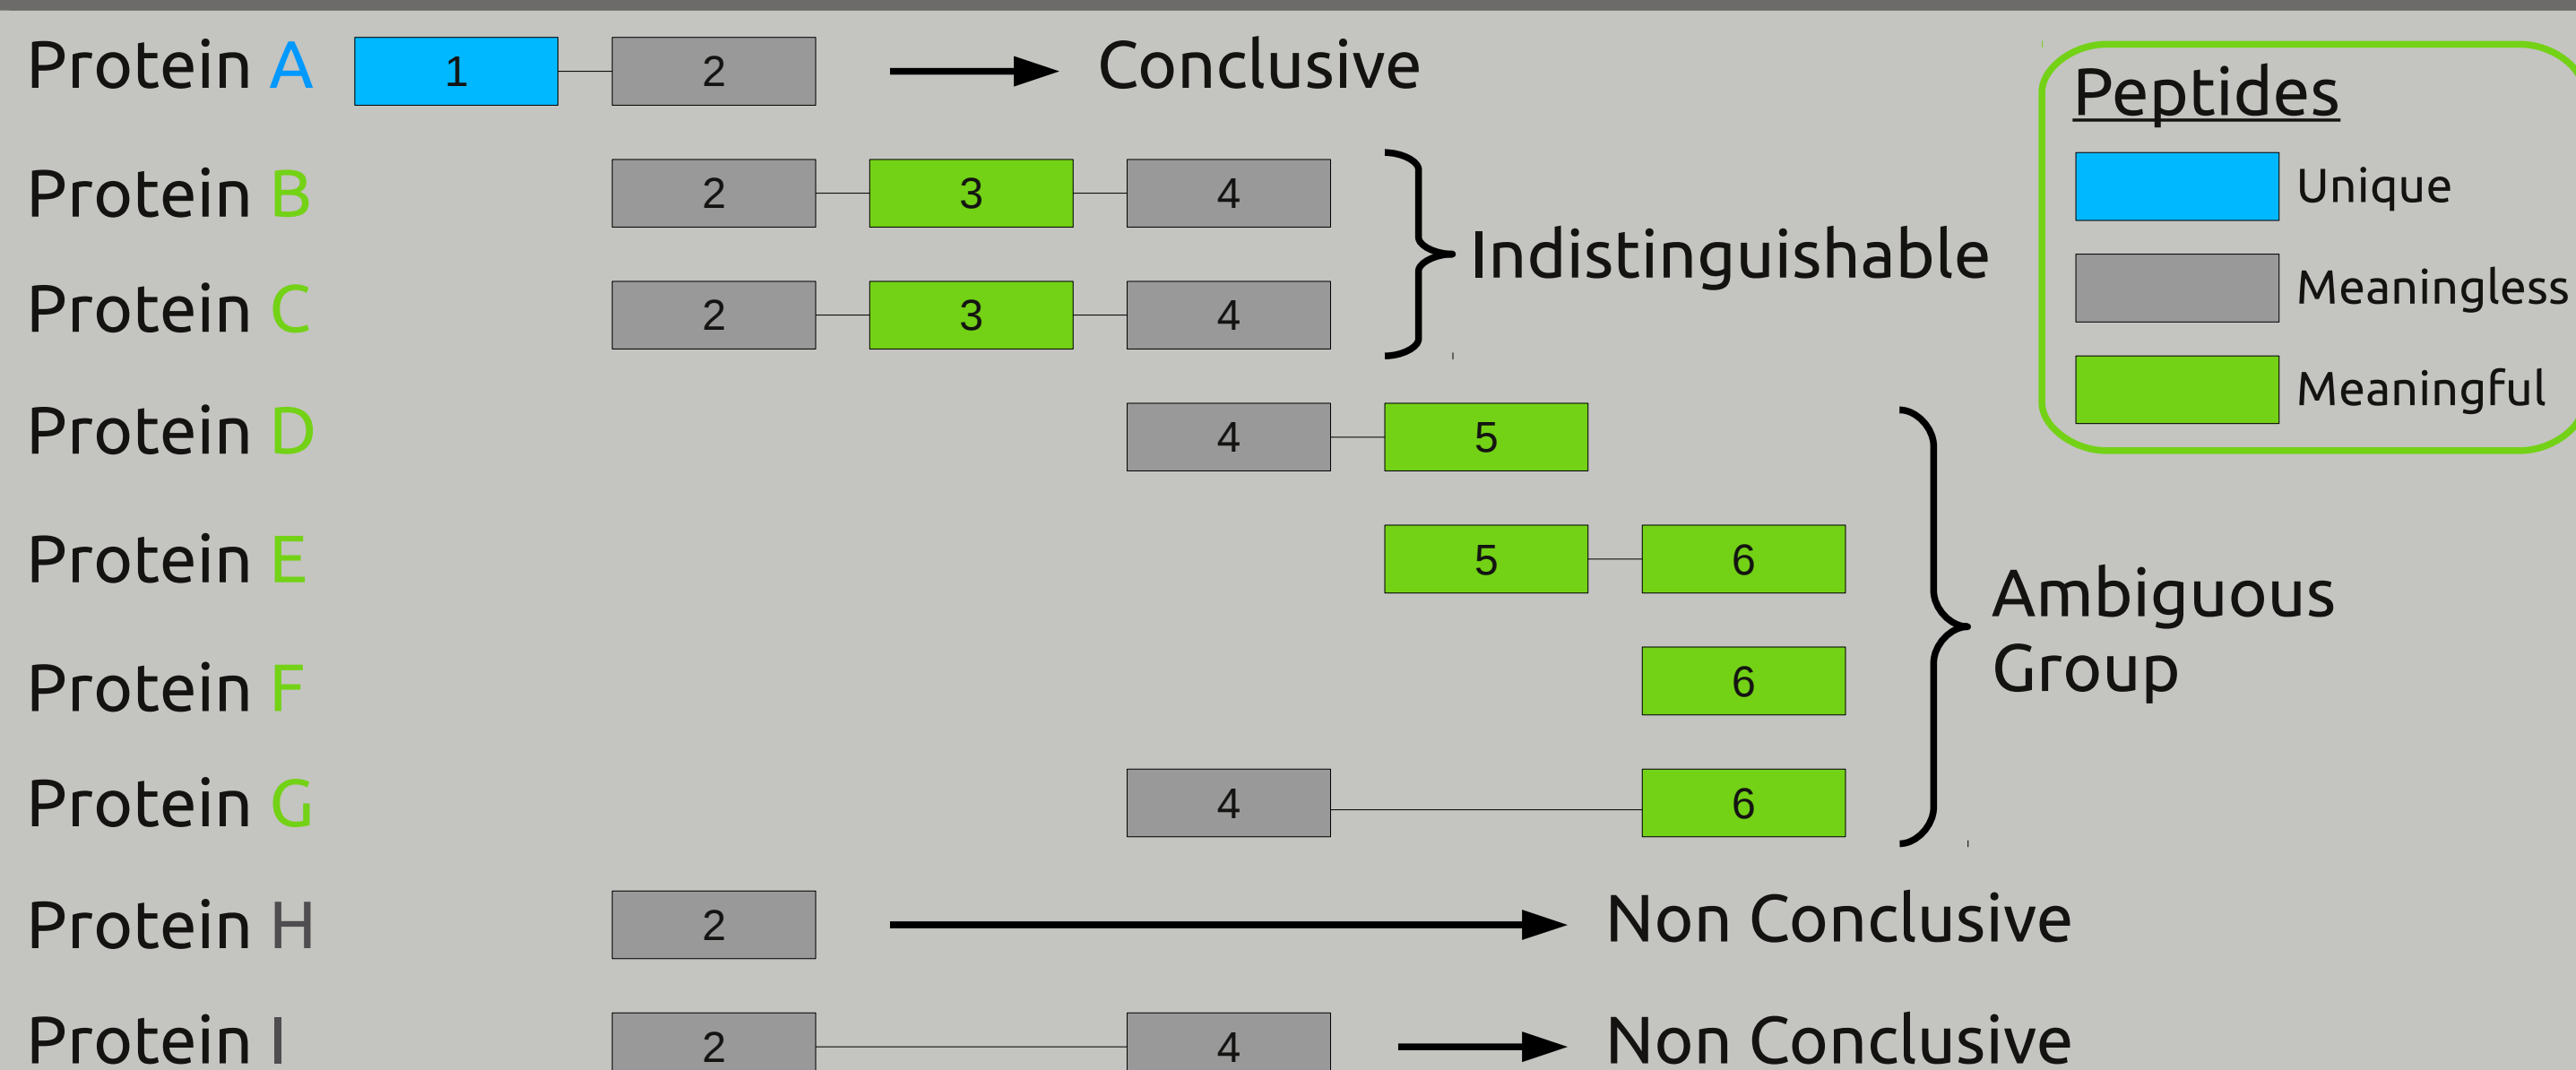 Protein A 1 2 Conclusive
Peptides
Unique
Meaningless
Meaningful
Protein B 2 3 4
Indistinguishable
Protein C 2 3 4
Protein D 4 5
Protein E 5 6
Ambiguous
Group
Protein F 6
Protein G 4 6
Protein H 2 Non Conclusive
Protein I 2 4 Non Conclusive